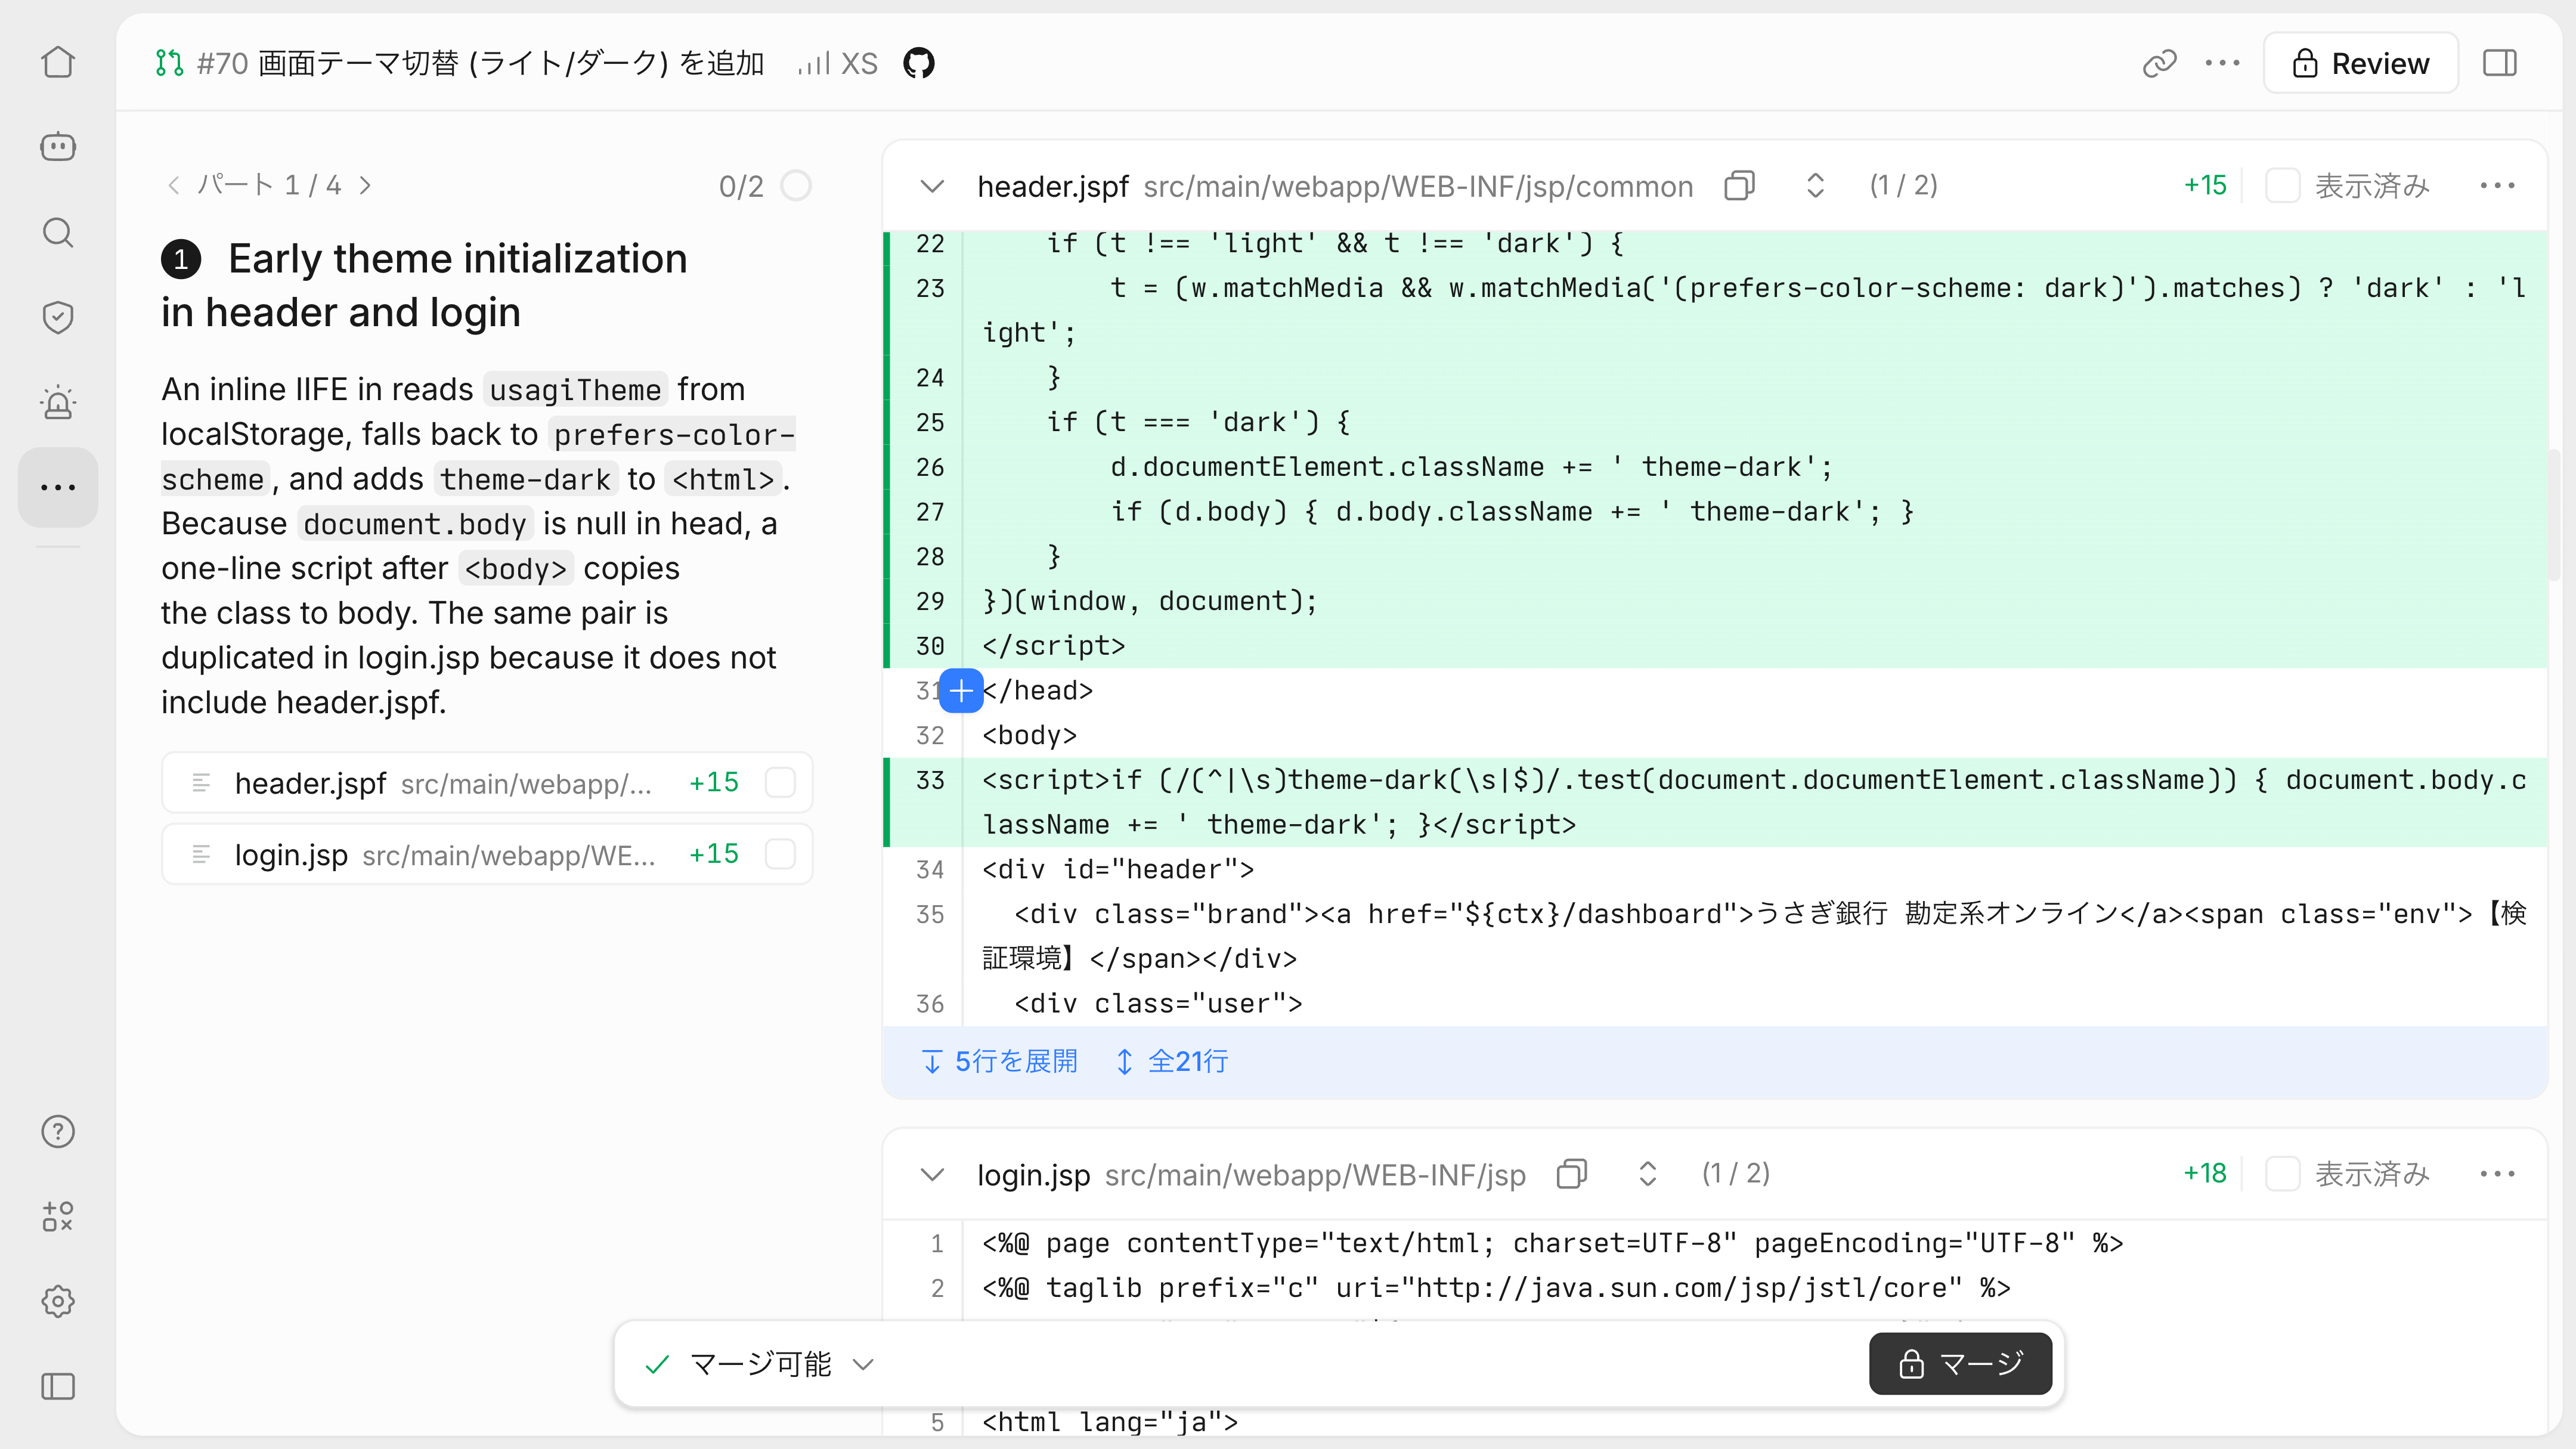 #70 画面テーマ切替 (ライト/ダーク) を追加 XS
Review
パート 1 / 4
0/2
1 Early theme initialization
in header and login
An inline IIFE in reads usagiTheme from
localStorage, falls back to prefers-color-
scheme, and adds theme-dark to <html>.
Because document.body is null in head, a
one-line script after <body> copies
the class to body. The same pair is
duplicated in login.jsp because it does not
include header.jspf.
header.jspf src/main/webapp/... +15
login.jsp src/main/webapp/WE... +15
header.jspf src/main/webapp/WEB-INF/jsp/common (1 / 2) +15 表示済み
22     if (t !== 'light' && t !== 'dark') {
23         t = (w.matchMedia && w.matchMedia('(prefers-color-scheme: dark)').matches) ? 'dark' : 'l
ight';
24     }
25     if (t === 'dark') {
26         d.documentElement.className += ' theme-dark';
27         if (d.body) { d.body.className += ' theme-dark'; }
28     }
29 })(window, document);
30 </script>
31 </head>
32 <body>
33 <script>if (/(^|\s)theme-dark(\s|$)/.test(document.documentElement.className)) { document.body.c
lassName += ' theme-dark'; }</script>
34 <div id="header">
35   <div class="brand"><a href="${ctx}/dashboard">うさぎ銀行 勘定系オンライン</a><span class="env">【検
証環境】</span></div>
36   <div class="user">
5行を展開 全21行
login.jsp src/main/webapp/WEB-INF/jsp (1 / 2) +18 表示済み
1 <%@ page contentType="text/html; charset=UTF-8" pageEncoding="UTF-8" %>
2 <%@ taglib prefix="c" uri="http://java.sun.com/jsp/jstl/core" %>
マージ可能
マージ
5 <html lang="ja">